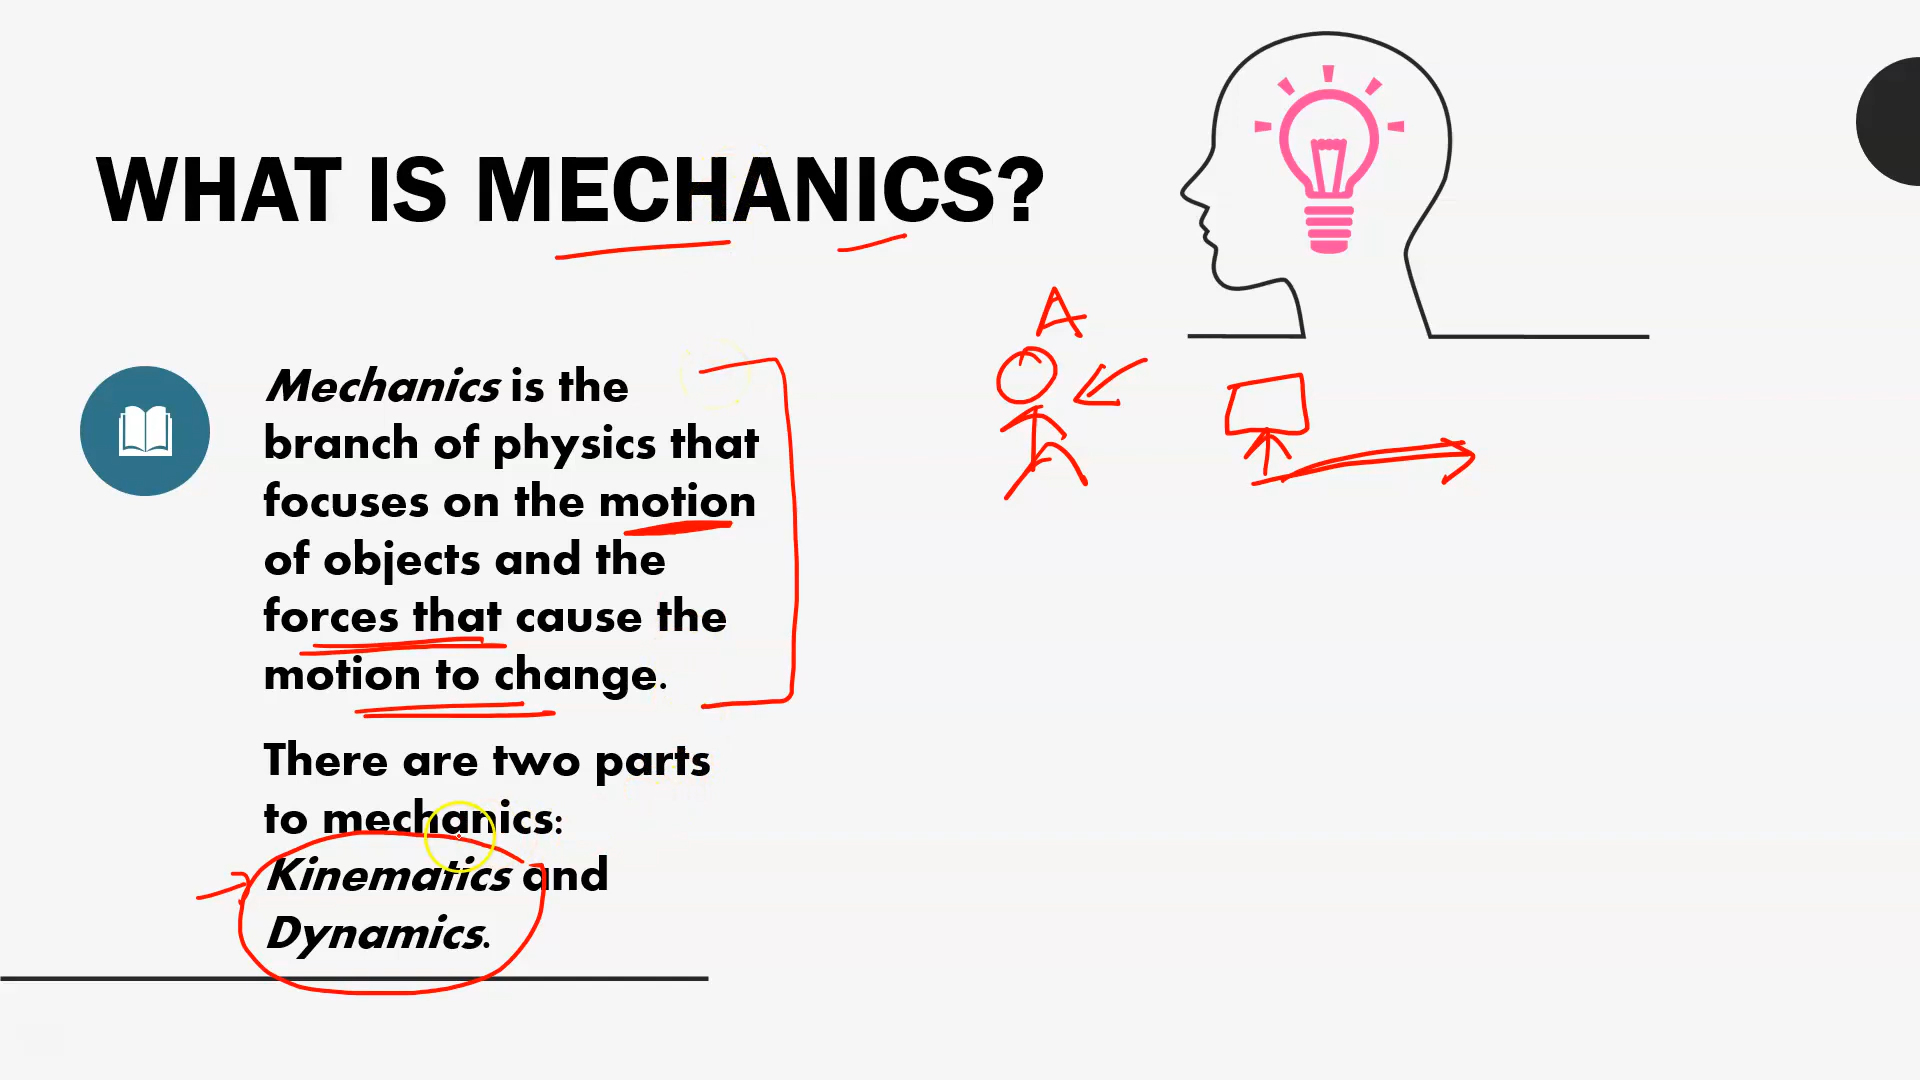 WHAT IS MECHANICS?
A
Mechanics is the
branch of physics that
focuses on the motion
of objects and the
forces that cause the
motion to change.
There are two parts
to mechanics:
Kinematics and
Dynamics.